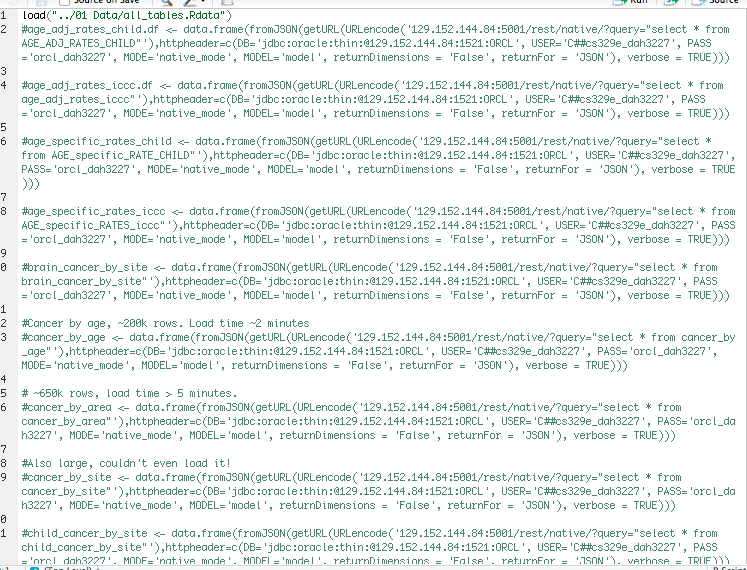 Source on Save
Run
Source
1 load("../01 Data/all_tables.Rdata")
2 #age_adj_rates_child.df <- data.frame(fromJSON(getURL(URLencode('129.152.144.84:5001/rest/native/?query="select * from
AGE_ADJ_RATES_CHILD"'),httpheader=c(DB='jdbc:oracle:thin:@129.152.144.84:1521:ORCL', USER='C##cs329e_dah3227', PASS
='orcl_dah3227', MODE='native_mode', MODEL='model', returnDimensions = 'False', returnFor = 'JSON'), verbose = TRUE)))
3
4 #age_adj_rates_iccc.df <- data.frame(fromJSON(getURL(URLencode('129.152.144.84:5001/rest/native/?query="select * from
age_adj_rates_iccc"'),httpheader=c(DB='jdbc:oracle:thin:@129.152.144.84:1521:ORCL', USER='C##cs329e_dah3227', PASS
='orcl_dah3227', MODE='native_mode', MODEL='model', returnDimensions = 'False', returnFor = 'JSON'), verbose = TRUE)))
5
6 #age_specific_rates_child <- data.frame(fromJSON(getURL(URLencode('129.152.144.84:5001/rest/native/?query="select *
from AGE_specific_RATE_CHILD"'),httpheader=c(DB='jdbc:oracle:thin:@129.152.144.84:1521:ORCL', USER='C##cs329e_dah3227',
PASS='orcl_dah3227', MODE='native_mode', MODEL='model', returnDimensions = 'False', returnFor = 'JSON'), verbose = TRUE
)))
7
8 #age_specific_rates_iccc <- data.frame(fromJSON(getURL(URLencode('129.152.144.84:5001/rest/native/?query="select * from
AGE_specific_RATES_iccc"'),httpheader=c(DB='jdbc:oracle:thin:@129.152.144.84:1521:ORCL', USER='C##cs329e_dah3227', PASS
='orcl_dah3227', MODE='native_mode', MODEL='model', returnDimensions = 'False', returnFor = 'JSON'), verbose = TRUE)))
9
0 #brain_cancer_by_site <- data.frame(fromJSON(getURL(URLencode('129.152.144.84:5001/rest/native/?query="select * from
brain_cancer_by_site"'),httpheader=c(DB='jdbc:oracle:thin:@129.152.144.84:1521:ORCL', USER='C##cs329e_dah3227', PASS
='orcl_dah3227', MODE='native_mode', MODEL='model', returnDimensions = 'False', returnFor = 'JSON'), verbose = TRUE)))
1
2 #Cancer by age, ~200k rows. Load time ~2 minutes
3 #cancer_by_age <- data.frame(fromJSON(getURL(URLencode('129.152.144.84:5001/rest/native/?query="select * from cancer_by
_age"'),httpheader=c(DB='jdbc:oracle:thin:@129.152.144.84:1521:ORCL', USER='C##cs329e_dah3227', PASS='orcl_dah3227',
MODE='native_mode', MODEL='model', returnDimensions = 'False', returnFor = 'JSON'), verbose = TRUE)))
4
5 # ~650k rows, load time > 5 minutes.
6 #cancer_by_area <- data.frame(fromJSON(getURL(URLencode('129.152.144.84:5001/rest/native/?query="select * from
cancer_by_area"'),httpheader=c(DB='jdbc:oracle:thin:@129.152.144.84:1521:ORCL', USER='C##cs329e_dah3227', PASS='orcl_da
h3227', MODE='native_mode', MODEL='model', returnDimensions = 'False', returnFor = 'JSON'), verbose = TRUE)))
7
8 #Also large, couldn't even load it!
9 #cancer_by_site <- data.frame(fromJSON(getURL(URLencode('129.152.144.84:5001/rest/native/?query="select * from
cancer_by_site"'),httpheader=c(DB='jdbc:oracle:thin:@129.152.144.84:1521:ORCL', USER='C##cs329e_dah3227', PASS='orcl_da
h3227', MODE='native_mode', MODEL='model', returnDimensions = 'False', returnFor = 'JSON'), verbose = TRUE)))
0
1 #child_cancer_by_site <- data.frame(fromJSON(getURL(URLencode('129.152.144.84:5001/rest/native/?query="select * from
child_cancer_by_site"'),httpheader=c(DB='jdbc:oracle:thin:@129.152.144.84:1521:ORCL', USER='C##cs329e_dah3227', PASS
='orcl_dah3227', MODE='native_mode', MODEL='model', returnDimensions = 'False', returnFor = 'JSON'), verbose = TRUE)))